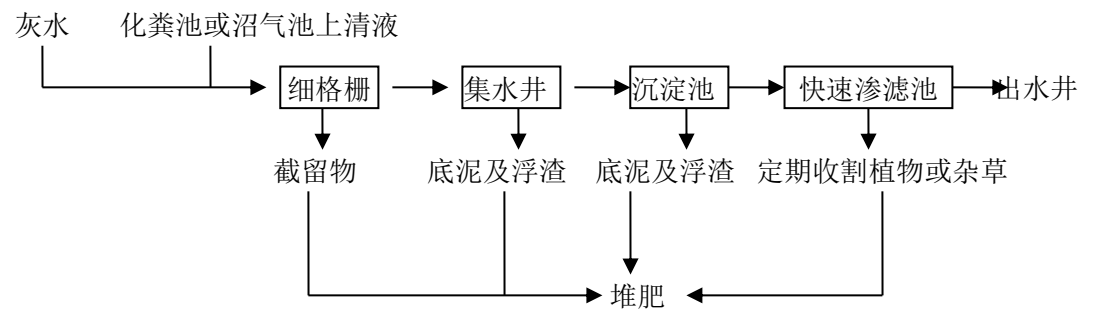 灰水 化粪池或沼气池上清液
细格栅 集水井 沉淀池 快速渗滤池 出水井
截留物 底泥及浮渣 底泥及浮渣 定期收割植物或杂草
堆肥